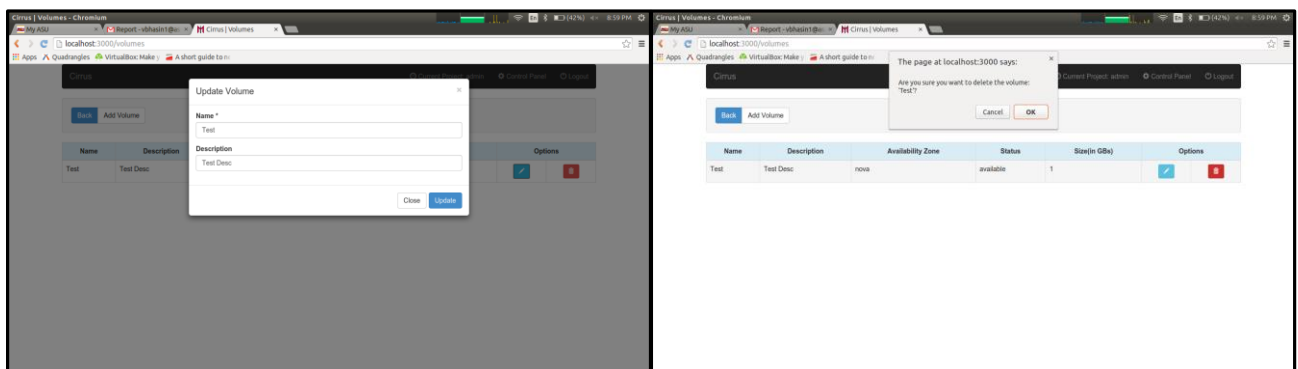 Cirrus | Volumes - Chromium
En (42%) 8:59 PM
My ASU
Cirrus | Volumes
localhost:3000/volumes
Apps Quadrangles VirtualBox: Make y A short guide to
Cirrus Current Project: admin Control Panel Logout
Update Volume
Back Add Volume
Name *
Test
Name Description Options
Description
Test Desc
Test Test Desc
Close Update
Cirrus | Volumes - Chromium
En (42%) 8:59 PM
My ASU
Cirrus | Volumes
localhost:3000/volumes
Apps Quadrangles VirtualBox: Make y A short guide to
The page at localhost:3000 says:
Cirrus Current Project: admin Control Panel Logout
Are you sure you want to delete the volume:
'Test'?
Cancel OK
Back Add Volume
Name Description Availability Zone Status Size(in GBs) Options
Test Test Desc nova available 1